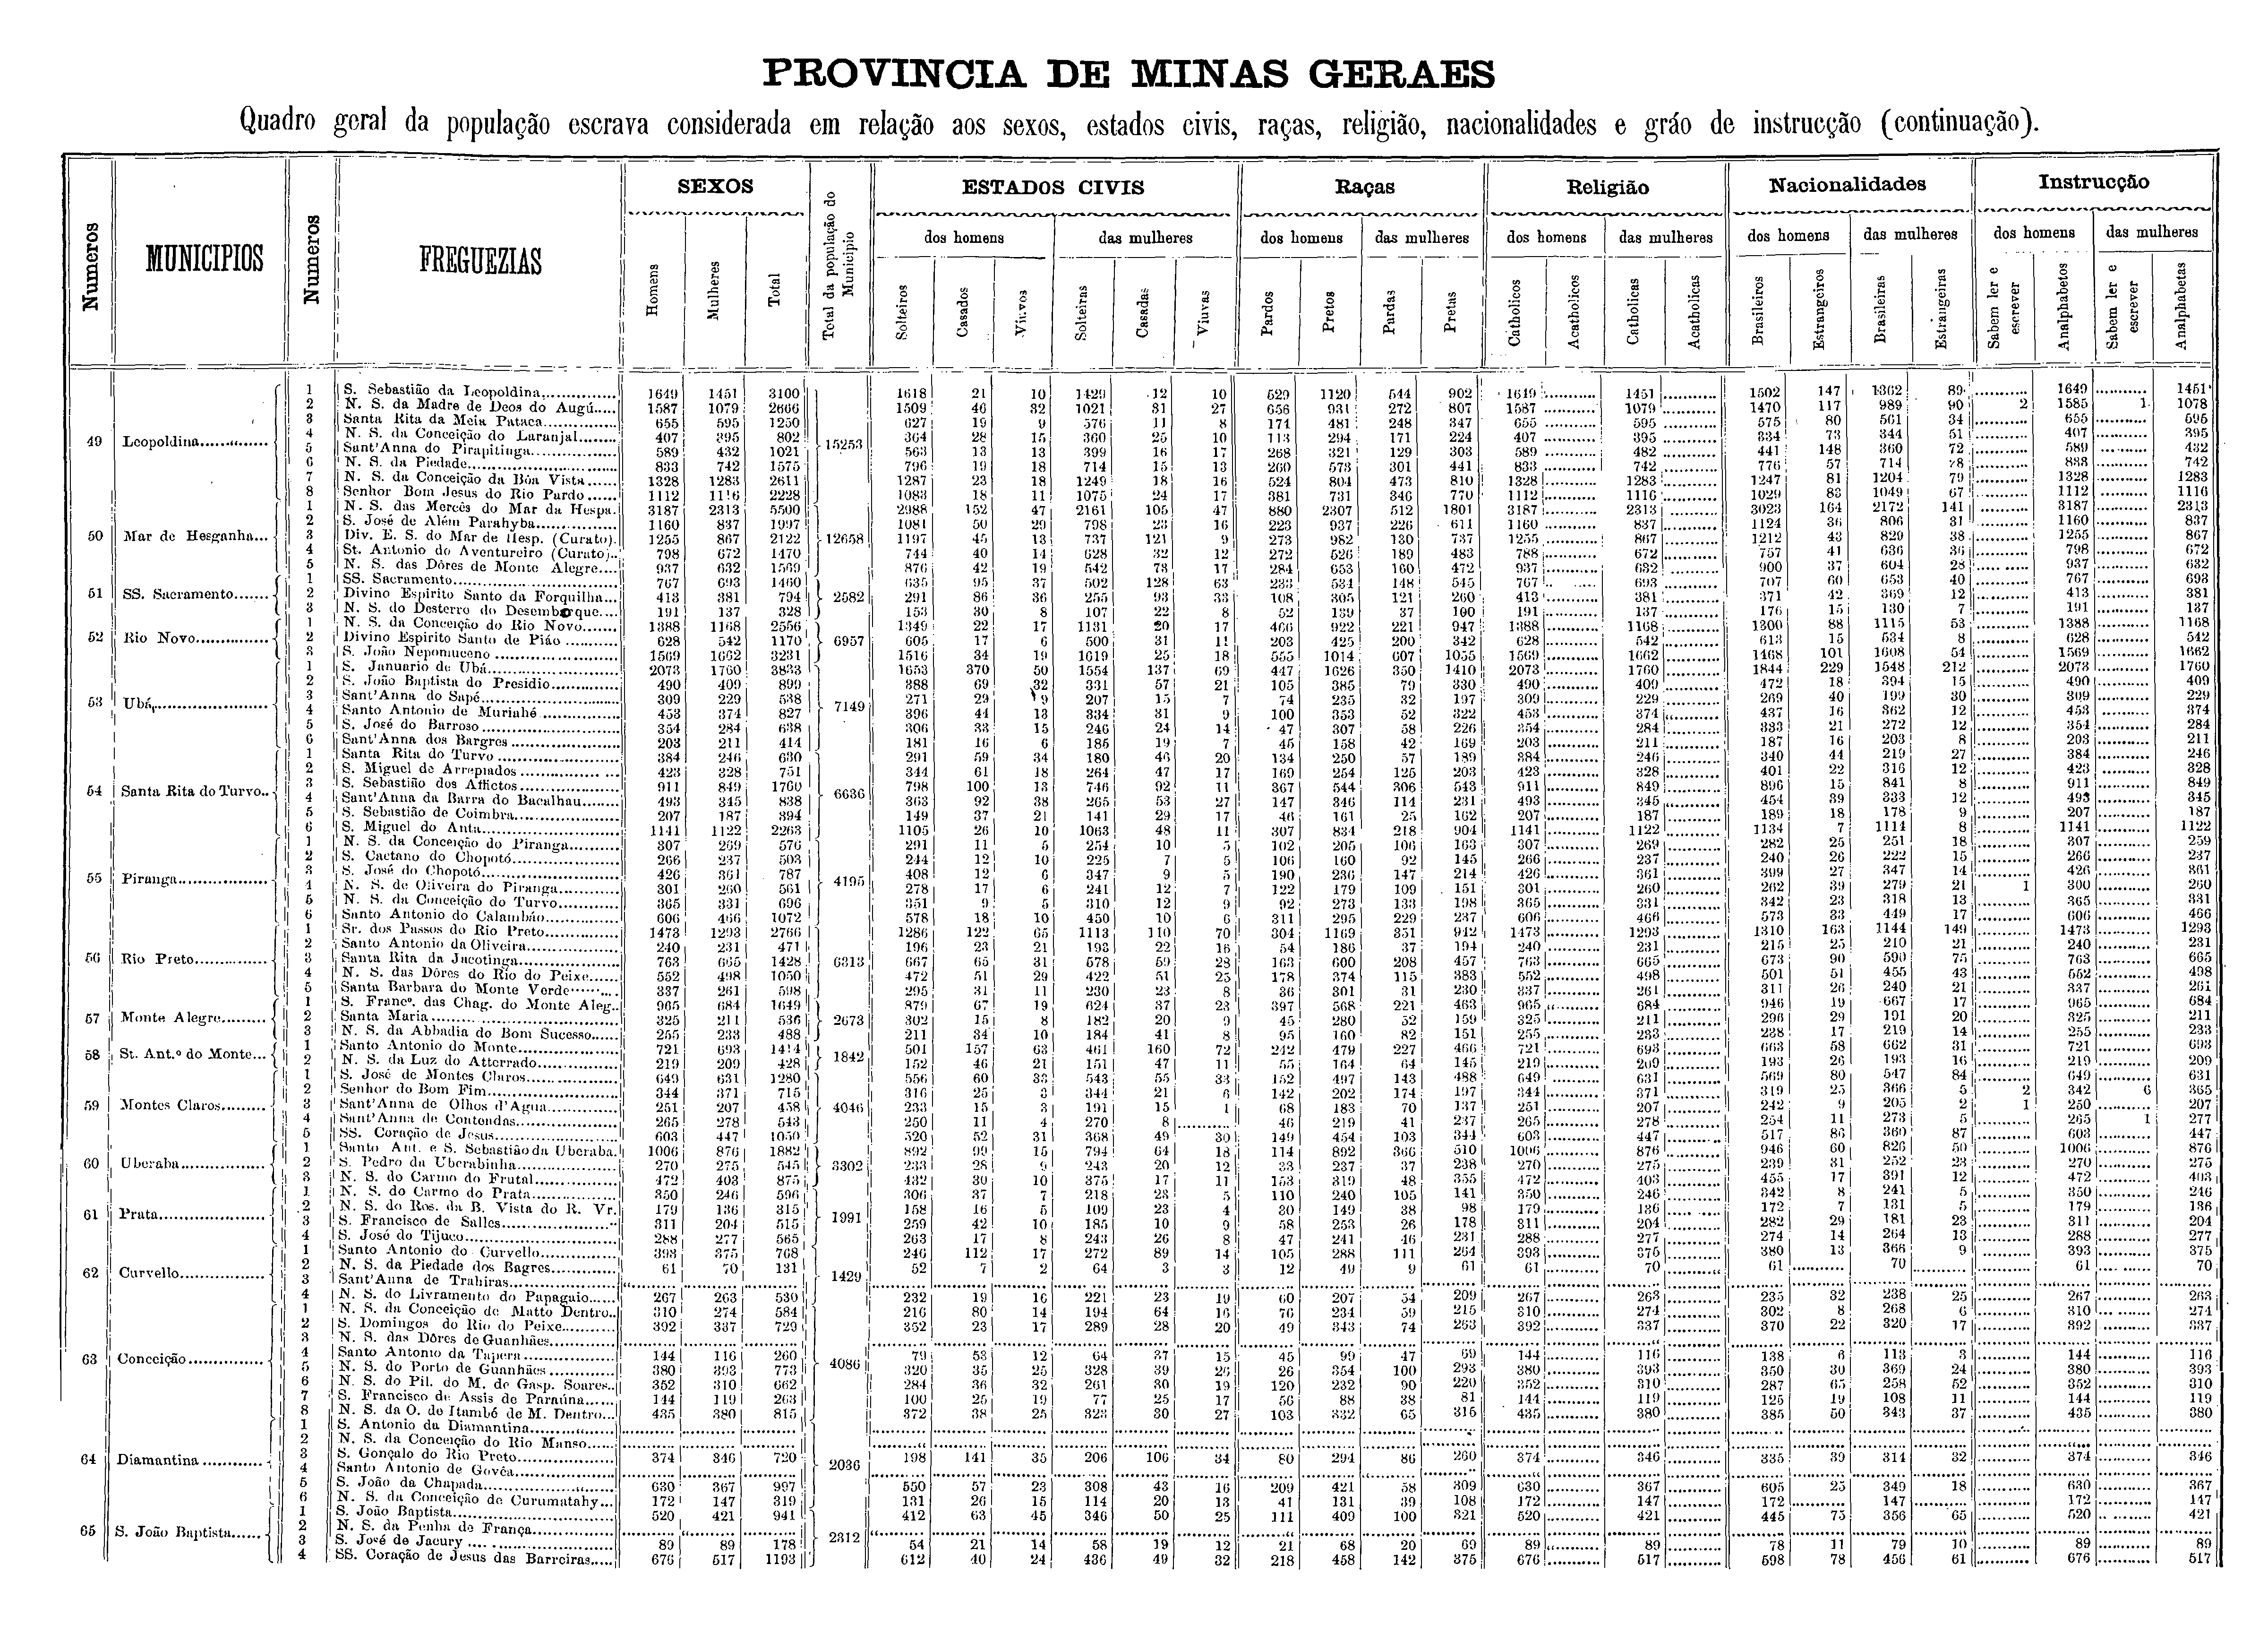 PROVINCIA DE MINAS GERAES
Quadro geral da população escrava considerada em relação aos sexos, estados civis, raças, religião, nacionalidades e gráo de instrucção (continuação).
Numeros MUNICIPIOS Numeros FREGUEZIAS SEXOS Total da população do Municipio ESTADOS CIVIS Raças Religião Nacionalidades Instrucção
dos homens das mulheres dos homens das mulheres dos homens das mulheres dos homens das mulheres dos homens das mulheres
Homens Mulheres Total Solteiros Casados Viuvos Solteiras Casadas Viuvas Pardos Pretos Pardas Pretas Catholicos Acatholicos Catholicas Acatholicas Brasileiros Estrangeiros Brasileiras Estrangeiras Sabem ler e escrever Analphabetos Sabem ler e escrever Analphabetas
49 Leopoldina 15253
1 S. Sebastião da Leopoldina 1649 1451 3100 1618 21 10 1429 12 10 529 1120 544 902 1649 1451 1502 147 1362 89 1649 1451
2 N. S. da Madre de Deos do Augú 1587 1079 2666 1509 46 32 1021 31 27 656 931 272 807 1587 1079 1470 117 989 90 2 1585 1 1078
3 Santa Rita da Meia Pataca 655 595 1250 627 19 9 576 11 8 174 481 248 347 655 595 575 80 561 34 655 595
4 N. S. da Conceição do Laranjal 407 395 802 364 28 15 360 25 10 113 294 171 224 407 395 334 73 344 51 407 395
5 Sant'Anna do Pirapitinga 589 432 1021 563 13 13 399 16 17 268 321 129 303 589 432 441 148 360 72 589 432
6 N. S. da Piedade 833 742 1575 796 19 18 714 15 13 260 573 301 441 833 742 776 57 714 28 833 742
7 N. S. da Conceição da Bôa Vista 1328 1283 2611 1287 23 18 1249 18 16 524 804 473 810 1328 1283 1247 81 1204 79 1328 1283
8 Senhor Bom Jesus do Rio Pardo 1112 1116 2228 1083 18 11 1075 24 17 381 731 346 770 1112 1116 1029 83 1049 67 1112 1116
50 Mar de Hesganha 12658
1 N. S. das Mercês do Mar da Hespa. 3187 2313 5500 2988 152 47 2161 105 47 880 2307 512 1801 3187 2313 3023 164 2172 141 3187 2313
2 S. José de Além Parahyba 1160 837 1997 1081 50 29 798 23 16 223 937 226 611 1160 837 1124 36 806 31 1160 837
3 Div. E. S. do Mar de Hesp. (Curato) 1255 867 2122 1197 45 13 737 121 9 273 982 130 737 1255 867 1212 43 829 38 1255 867
4 St. Antonio do Aventureiro (Curato) 798 672 1470 744 40 14 628 32 12 272 526 189 483 788 672 757 41 636 36 798 672
5 N. S. das Dôres de Monte Alegre 937 632 1569 876 42 19 542 73 17 284 653 160 472 937 632 900 37 604 28 937 632
51 SS. Sacramento 2582
1 SS. Sacramento 767 693 1460 635 95 37 502 128 63 233 534 148 545 767 693 707 60 653 40 767 693
2 Divino Espirito Santo da Forquilha 413 381 794 291 86 36 255 93 33 108 305 121 260 413 381 371 42 369 12 413 381
3 N. S. do Desterro do Desemboque 191 137 328 153 30 8 107 22 8 52 139 37 100 191 137 176 15 130 7 191 137
52 Rio Novo 6957
1 N. S. da Conceição do Rio Novo 1388 1168 2556 1349 22 17 1131 20 17 466 922 221 947 1388 1168 1300 88 1115 53 1388 1168
2 Divino Espirito Santo de Pião 628 542 1170 605 17 6 500 31 11 203 425 200 342 628 542 613 15 534 8 628 542
3 S. João Nepomuceno 1569 1662 3231 1516 34 19 1619 25 18 555 1014 607 1055 1569 1662 1468 101 1608 54 1569 1662
53 Ubá 7149
1 S. Januario de Ubá 2073 1760 3833 1653 370 50 1554 137 69 447 1626 350 1410 2073 1760 1844 229 1548 212 2073 1760
2 S. João Baptista do Presidio 490 409 899 388 69 32 331 57 21 105 385 79 330 490 409 472 18 394 15 490 409
3 Sant'Anna do Sapé 309 229 538 271 29 9 207 15 7 74 235 32 197 309 229 269 40 199 30 309 229
4 Santo Antonio de Muriahé 453 374 827 396 44 13 334 31 9 100 353 52 322 453 374 437 16 362 12 453 374
5 S. José do Barroso 354 284 638 306 33 15 246 24 14 47 307 58 226 354 284 333 21 272 12 354 284
6 Sant'Anna dos Bargres 203 211 414 181 16 6 185 19 7 45 158 42 169 203 211 187 16 203 8 203 211
54 Santa Rita do Turvo 6636
1 Santa Rita do Turvo 384 246 630 291 59 34 180 46 20 134 250 57 189 384 246 340 44 219 27 384 246
2 S. Miguel de Arrepiados 423 328 751 344 61 18 264 47 17 169 254 125 203 423 328 401 22 316 12 423 328
3 S. Sebastião dos Afflictos 911 849 1760 798 100 13 746 92 11 367 544 306 543 911 849 896 15 841 8 911 849
4 Sant'Anna da Barra do Bacalhau 493 345 838 363 92 38 265 53 27 147 346 114 231 493 345 454 39 333 12 493 345
5 S. Sebastião de Coimbra 207 187 394 149 37 21 141 29 17 46 161 25 162 207 187 189 18 178 9 207 187
6 S. Miguel do Anta 1141 1122 2263 1105 26 10 1063 48 11 307 834 218 904 1141 1122 1134 7 1114 8 1141 1122
55 Piranga 4195
1 N. S. da Conceição do Piranga 307 269 576 291 11 5 254 10 5 102 205 106 163 307 269 282 25 251 18 307 259
2 S. Caetano do Chopotó 266 237 503 244 12 10 225 7 5 106 160 92 145 266 237 240 26 222 15 266 237
3 S. José do Chopotó 426 361 787 408 12 6 347 9 5 190 236 147 214 426 361 399 27 347 14 426 361
4 N. S. de Oliveira do Piranga 301 260 561 278 17 6 241 12 7 122 179 109 151 301 260 262 39 279 21 1 300 260
5 N. S. da Conceição do Turvo 365 331 696 351 9 5 310 12 9 92 273 133 198 365 331 342 23 318 13 365 331
6 Santo Antonio do Calambáo 606 466 1072 578 18 10 450 10 6 311 295 229 237 606 466 573 33 449 17 606 466
56 Rio Preto 6313
1 Sr. dos Passos do Rio Preto 1473 1293 2766 1286 122 65 1113 110 70 304 1169 351 942 1473 1293 1310 163 1144 149 1473 1293
2 Santo Antonio da Oliveira 240 231 471 196 23 21 193 22 16 54 186 37 194 240 231 215 25 210 21 240 231
3 Santa Rita da Jacotinga 763 665 1428 667 65 31 578 59 28 163 600 208 457 763 665 673 90 590 75 763 665
4 N. S. das Dôres do Rio do Peixe 552 498 1050 472 51 29 422 51 25 178 374 115 383 552 498 501 51 455 43 552 498
5 Santa Barbara do Monte Verde 337 261 598 295 31 11 230 23 8 36 301 31 230 337 261 311 26 240 21 337 261
57 Monte Alegre 2673
1 S. Francº. das Chag. do Monte Aleg. 965 684 1649 879 67 19 624 37 23 397 568 221 463 965 684 946 19 667 17 965 684
2 Santa Maria 325 211 536 302 15 8 182 20 9 45 280 52 159 325 211 296 29 191 20 325 211
3 N. S. da Abbadia do Bom Sucesso 255 233 488 211 34 10 184 41 8 95 160 82 151 255 233 238 17 219 14 255 233
58 St. Ant.º do Monte 1842
1 Santo Antonio do Monte 721 693 1414 501 157 63 461 160 72 242 479 227 466 721 693 663 58 662 31 721 693
2 N. S. da Luz do Atterrado 219 209 428 152 46 21 151 47 11 55 164 64 145 219 209 193 26 193 16 219 209
59 Montes Claros 4046
1 S. José de Montes Claros 649 631 1280 556 60 33 543 55 33 152 497 143 488 649 631 569 80 547 84 649 631
2 Senhor do Bom Fim 344 371 715 316 25 3 344 21 6 142 202 174 197 344 371 319 25 366 5 2 342 6 365
3 Sant'Anna de Olhos d'Agua 251 207 458 233 15 3 191 15 1 68 183 70 137 251 207 242 9 205 2 1 250 207
4 Sant'Anna de Contendas 265 278 543 250 11 4 270 8 46 219 41 237 265 278 254 11 273 5 265 1 277
5 SS. Coração de Jesus 603 447 1050 520 52 31 368 49 30 149 454 103 344 603 447 517 86 360 87 603 447
60 Uberaba 3302
1 Santo Ant. e S. Sebastião da Uberaba. 1006 876 1882 892 99 15 794 64 18 114 892 366 510 1006 876 946 60 826 50 1006 876
2 S. Pedro da Uberabinha 270 275 545 233 28 9 243 20 12 33 237 37 238 270 275 239 31 252 23 270 275
3 N. S. do Carmo do Frutal 472 403 875 432 30 10 375 17 11 153 319 48 355 472 403 455 17 391 12 472 403
61 Prata 1991
1 N. S. do Carmo do Prata 350 246 596 306 37 7 218 23 5 110 240 105 141 350 246 342 8 241 5 350 246
2 N. S. do Ros. da B. Vista do R. Vr. 179 136 315 158 16 5 109 23 4 30 149 38 98 179 136 172 7 131 5 179 136
3 S. Francisco de Salles 311 204 515 259 42 10 185 10 9 58 253 26 178 311 204 282 29 181 23 311 204
4 S. José do Tijuco 288 277 565 263 17 8 243 26 8 47 241 46 231 288 277 274 14 264 13 288 277
62 Curvello 1429
1 Santo Antonio do Curvello 393 375 768 246 112 17 272 89 14 105 288 111 264 393 375 380 13 366 9 393 375
2 N. S. da Piedade dos Bagres 61 70 131 52 7 2 64 3 3 12 49 9 61 61 70 61 70 61 70
3 Sant'Anna de Trahiras
4 N. S. do Livramento do Papagaio 267 263 530 232 19 16 221 23 19 60 207 54 209 267 263 235 32 238 25 267 263
63 Conceição 4086
1 N. S. da Conceição de Matto Dentro 310 274 584 216 80 14 194 64 16 76 234 59 215 310 274 302 8 268 6 310 274
2 S. Domingos do Rio do Peixe 392 337 729 352 23 17 289 28 20 49 343 74 263 392 337 370 22 320 17 392 337
3 N. S. das Dôres de Guanhães
4 Santo Antonio da Tapera 144 116 260 79 53 12 64 37 15 45 99 47 69 144 116 138 6 113 3 144 116
5 N. S. do Porto de Guanhães 380 393 773 320 35 25 328 39 26 26 354 100 293 380 393 350 30 369 24 380 393
6 N. S. do Pil. do M. de Gasp. Soares 352 310 662 284 36 32 261 30 19 120 232 90 220 352 310 287 65 258 52 352 310
7 S. Francisco de Assis de Paraúna 144 119 263 100 25 19 77 25 17 56 88 38 81 144 119 125 19 108 11 144 119
8 N. S. da O. do Itambé de M. Dentro 435 380 815 372 38 25 323 30 27 103 332 65 315 435 380 385 50 343 37 435 380
64 Diamantina 2036
1 S. Antonio da Diamantina
2 N. S. da Conceição do Rio Manso
3 S. Gonçalo do Rio Preto 374 346 720 198 141 35 206 106 34 80 294 86 260 374 346 335 39 314 32 374 346
4 Santo Antonio de Govêa
5 S. João da Chapada 630 367 997 550 57 23 308 43 16 209 421 58 309 630 367 605 25 349 18 630 367
6 N. S. da Conceição de Curumatahy 172 147 319 131 26 15 114 20 13 41 131 39 108 172 147 172 147 172 147
65 S. João Baptista 2312
1 S. João Baptista 520 421 941 412 63 45 346 50 25 111 409 100 321 520 421 445 75 356 65 520 421
2 N. S. da Penha de França
3 S. José de Jacury 89 89 178 54 21 14 58 19 12 21 68 20 69 89 89 78 11 79 10 89 89
4 SS. Coração de Jesus das Barreiras 676 517 1193 612 40 24 436 49 32 218 458 142 375 676 517 598 78 456 61 676 517